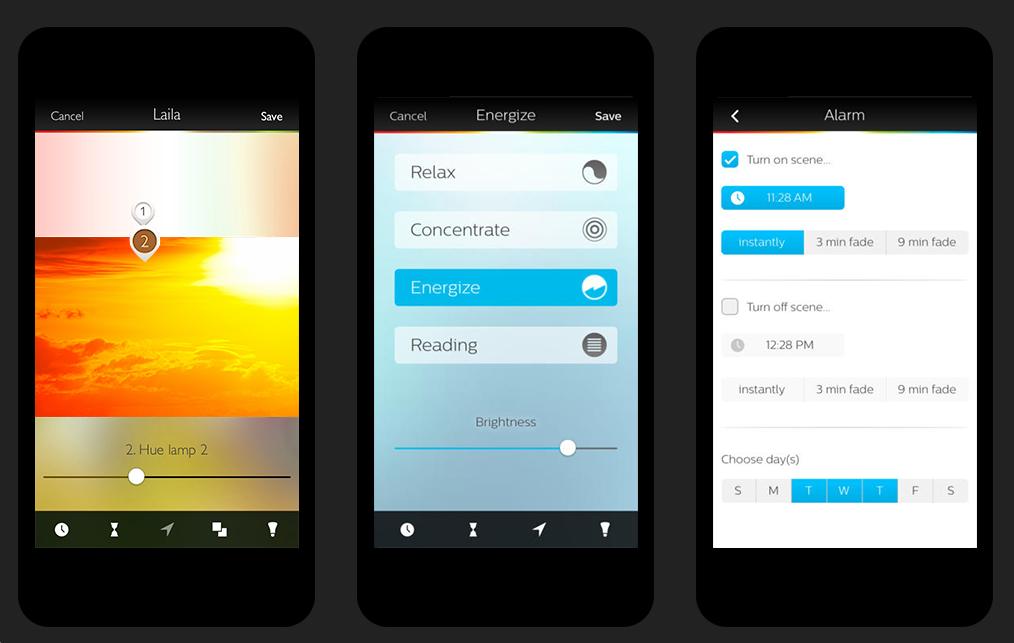 Cancel Laila Save
1
2
2. Hue lamp 2
Cancel Energize Save
Relax
Concentrate
Energize
Reading
Brightness
Alarm
Turn on scene...
11:28 AM
instantly 3 min fade 9 min fade
Turn off scene...
12:28 PM
instantly 3 min fade 9 min fade
Choose day(s)
S M T W T F S